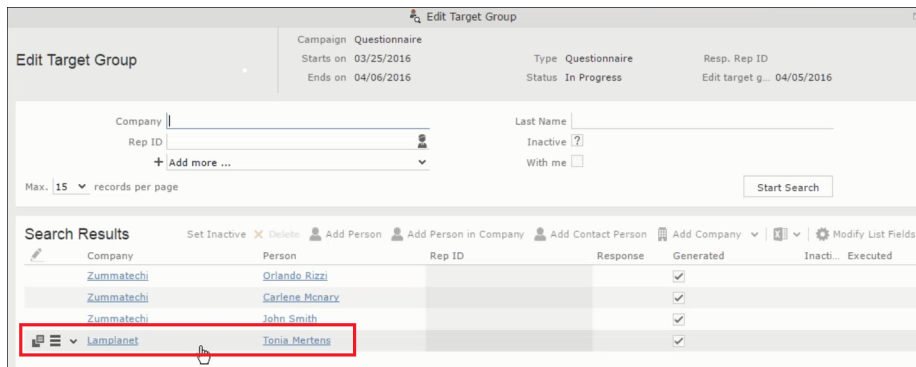 Edit Target Group
Campaign Questionnaire
Edit Target Group
Starts on 03/25/2016 Type Questionnaire Resp. Rep ID
Ends on 04/06/2016 Status In Progress Edit target g... 04/05/2016
Company Last Name
Rep ID Inactive ?
+ Add more ... With me
Max. 15 records per page Start Search
Search Results Set Inactive Delete Add Person Add Person in Company Add Contact Person Add Company Modify List Fields
Company Person Rep ID Response Generated Inacti... Executed
Zummatechi Orlando Rizzi
Zummatechi Carlene Mcnary
Zummatechi John Smith
Lamplanet Tonia Mertens